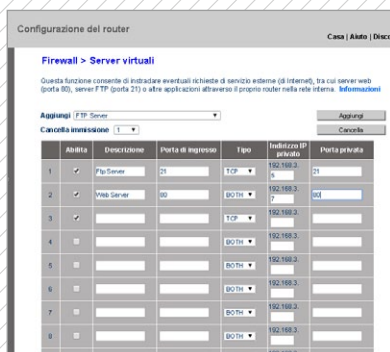 Configurazione del router
Casa | Aiuto | Disco
Firewall > Server virtuali
Questa funzione consente di instradare eventuali richieste di servizio esterne (di Internet), tra cui server web
(porta 80), server FTP (porta 21) o altre applicazioni attraverso il proprio router nella rete interna. Informazioni
Aggiungi FTP Server Aggiungi
Cancella immissione 1 Cancella
Abilita Descrizione Porta di ingresso Tipo Indirizzo IP privato Porta privata
1 Ftp Server 21 TCP 192.168.3. 6 21
2 Web Server 80 BOTH 192.168.3. 7 80
3 TCP 192.168.3.
4 BOTH 192.168.3.
5 BOTH 192.168.3.
6 BOTH 192.168.3.
7 BOTH 192.168.3.
8 BOTH 192.168.3.